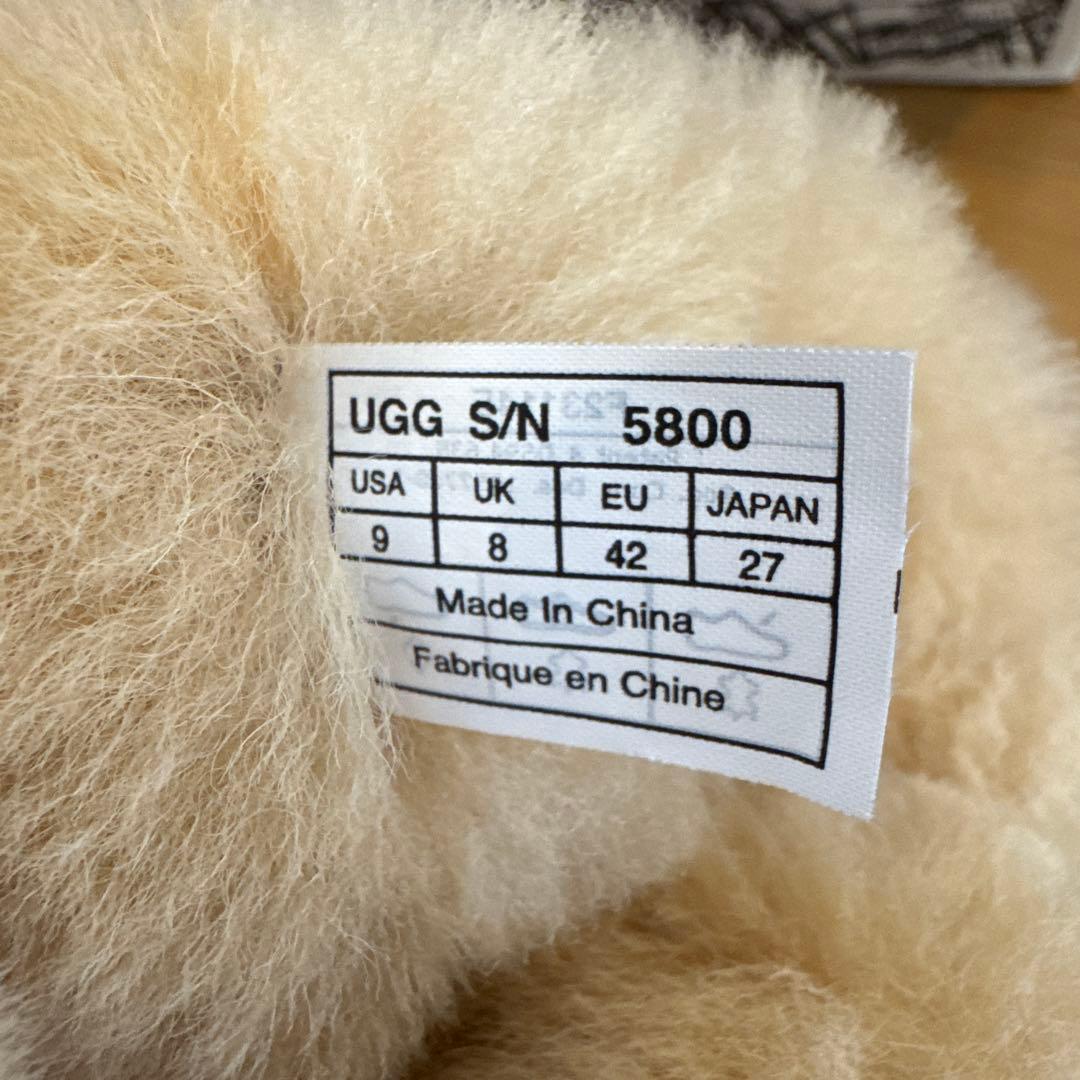 UGG S/N 5800
USA UK EU JAPAN
9 8 42 27
Made In China
Fabrique en Chine